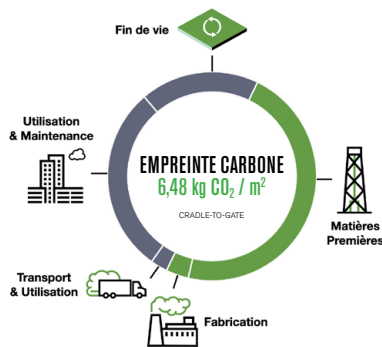 Fin de vie
Utilisation
& Maintenance
EMPREINTE CARBONE
6,48 kg CO₂ / m²
CRADLE-TO-GATE
Matières
Premières
Transport
& Utilisation
Fabrication